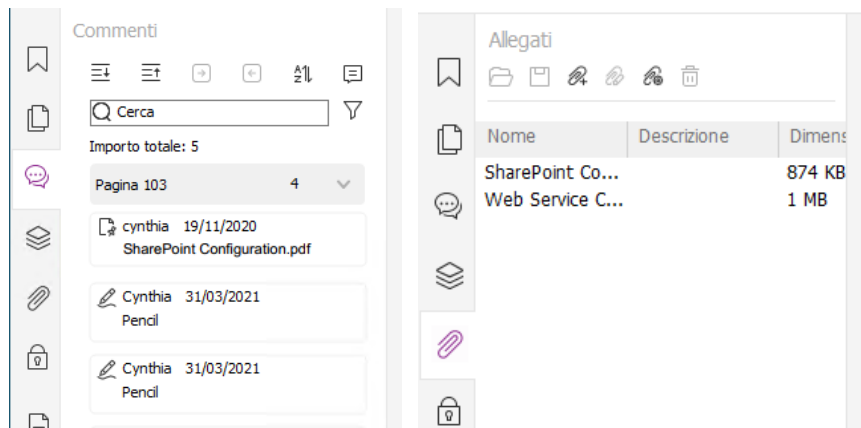 Commenti
Cerca
Importo totale: 5
Pagina 103 4
cynthia 19/11/2020
SharePoint Configuration.pdf
Cynthia 31/03/2021
Pencil
Cynthia 31/03/2021
Pencil
Allegati
Nome Descrizione Dimens
SharePoint Co... 874 KB
Web Service C... 1 MB